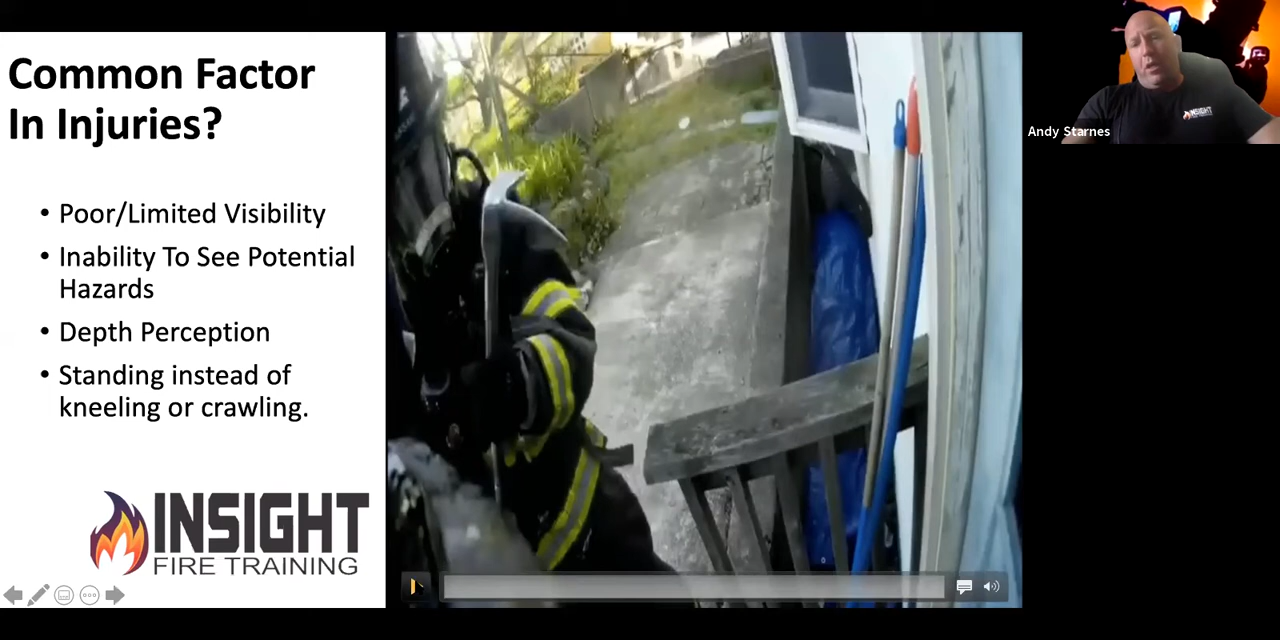 Common Factor
In Injuries?
• Poor/Limited Visibility
• Inability To See Potential
Hazards
• Depth Perception
• Standing instead of
kneeling or crawling.
INSIGHT
FIRE TRAINING
INSIGHT
Andy Starnes